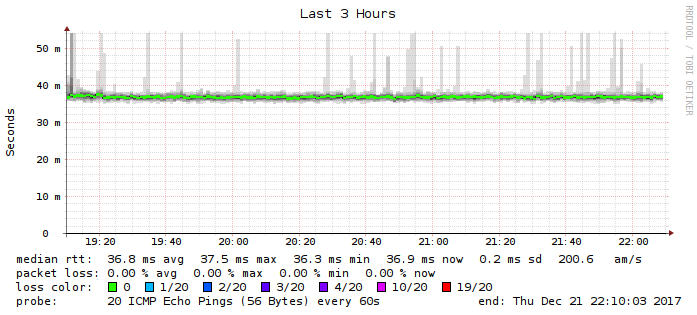 Last 3 Hours
RRDTOOL / TOBI OETIKER
Seconds
50 m
40 m
30 m
20 m
10 m
0
19:20 19:40 20:00 20:20 20:40 21:00 21:20 21:40 22:00
median rtt: 36.8 ms avg 37.5 ms max 36.3 ms min 36.9 ms now 0.2 ms sd 200.6 am/s
packet loss: 0.00 % avg 0.00 % max 0.00 % min 0.00 % now
loss color: 0 1/20 2/20 3/20 4/20 10/20 19/20
probe: 20 ICMP Echo Pings (56 Bytes) every 60s end: Thu Dec 21 22:10:03 2017